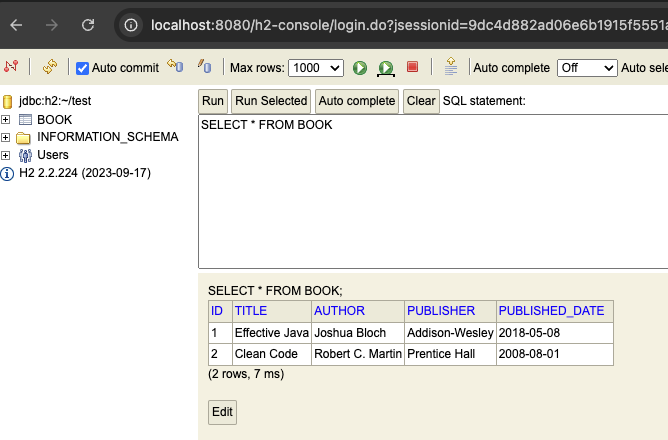 localhost:8080/h2-console/login.do?jsessionid=9dc4d882ad06e6b1915f5551a
Auto commit Max rows: 1000 Auto complete Off Auto sele
jdbc:h2:~/test
BOOK
INFORMATION_SCHEMA
Users
H2 2.2.224 (2023-09-17)
Run Run Selected Auto complete Clear SQL statement:
SELECT * FROM BOOK
SELECT * FROM BOOK;
ID TITLE AUTHOR PUBLISHER PUBLISHED_DATE
1 Effective Java Joshua Bloch Addison-Wesley 2018-05-08
2 Clean Code Robert C. Martin Prentice Hall 2008-08-01
(2 rows, 7 ms)
Edit